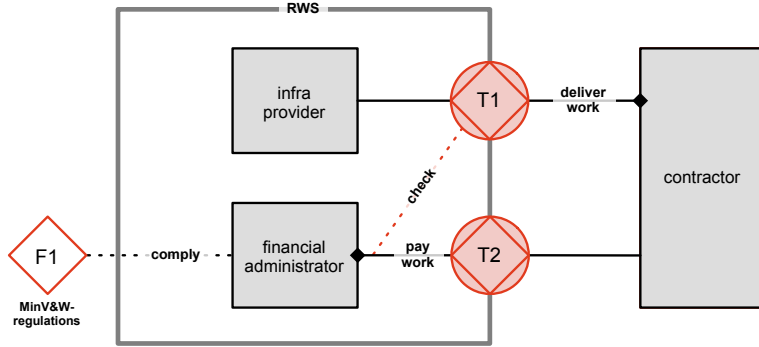 RWS
infra
provider
T1
deliver
work
contractor
check
F1
comply
financial
administrator
pay
work
T2
MinV&W-
regulations